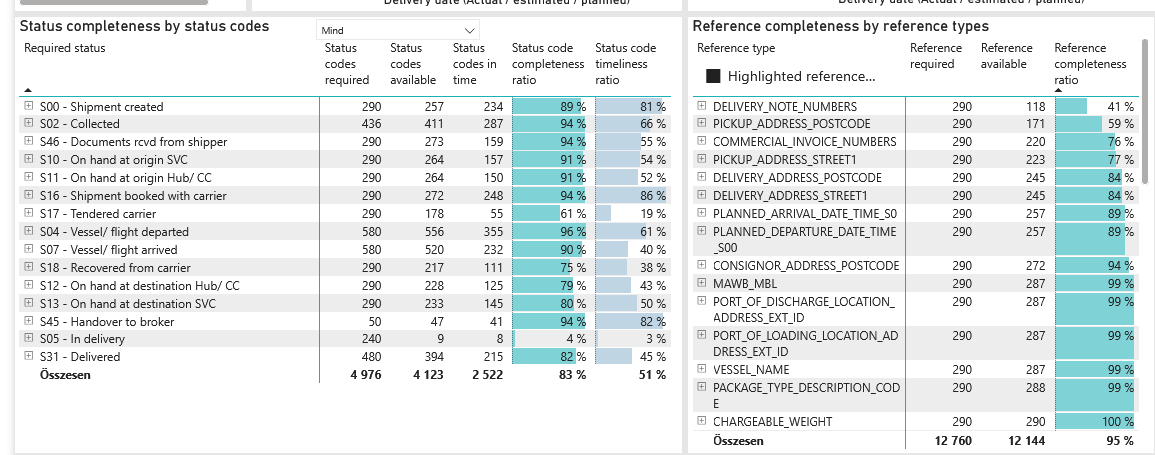 Delivery date (Actual / estimated / planned)
Delivery date (Actual / estimated / planned)
Status completeness by status codes
Mind
Required status
Status codes required
Status codes available
Status codes in time
Status code completeness ratio
Status code timeliness ratio
S00 - Shipment created 290 257 234 89 % 81 %
S02 - Collected 436 411 287 94 % 66 %
S46 - Documents rcvd from shipper 290 273 159 94 % 55 %
S10 - On hand at origin SVC 290 264 157 91 % 54 %
S11 - On hand at origin Hub/ CC 290 264 150 91 % 52 %
S16 - Shipment booked with carrier 290 272 248 94 % 86 %
S17 - Tendered carrier 290 178 55 61 % 19 %
S04 - Vessel/ flight departed 580 556 355 96 % 61 %
S07 - Vessel/ flight arrived 580 520 232 90 % 40 %
S18 - Recovered from carrier 290 217 111 75 % 38 %
S12 - On hand at destination Hub/ CC 290 228 125 79 % 43 %
S13 - On hand at destination SVC 290 233 145 80 % 50 %
S45 - Handover to broker 50 47 41 94 % 82 %
S05 - In delivery 240 9 8 4 % 3 %
S31 - Delivered 480 394 215 82 % 45 %
Összesen 4 976 4 123 2 522 83 % 51 %
Reference completeness by reference types
Reference type
Highlighted reference...
Reference required
Reference available
Reference completeness ratio
DELIVERY_NOTE_NUMBERS 290 118 41 %
PICKUP_ADDRESS_POSTCODE 290 171 59 %
COMMERCIAL_INVOICE_NUMBERS 290 220 76 %
PICKUP_ADDRESS_STREET1 290 223 77 %
DELIVERY_ADDRESS_POSTCODE 290 245 84 %
DELIVERY_ADDRESS_STREET1 290 245 84 %
PLANNED_ARRIVAL_DATE_TIME_S0 290 257 89 %
PLANNED_DEPARTURE_DATE_TIME 290 257 89 %
_S00
CONSIGNOR_ADDRESS_POSTCODE 290 272 94 %
MAWB_MBL 290 287 99 %
PORT_OF_DISCHARGE_LOCATION_ 290 287 99 %
ADDRESS_EXT_ID
PORT_OF_LOADING_LOCATION_AD 290 287 99 %
DRESS_EXT_ID
VESSEL_NAME 290 287 99 %
PACKAGE_TYPE_DESCRIPTION_COD 290 288 99 %
E
CHARGEABLE_WEIGHT 290 290 100 %
Összesen 12 760 12 144 95 %